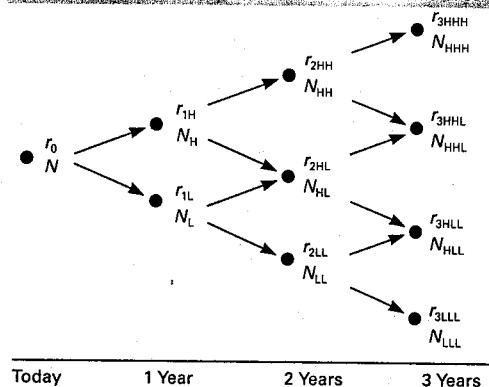 r3HHH
NHHH
r2HH
NHH
r1H
NH
r3HHL
NHHL
r0
N
r2HL
NHL
r1L
NL
r3HLL
NHLL
r2LL
NLL
r3LLL
NLLL
Today 1 Year 2 Years 3 Years